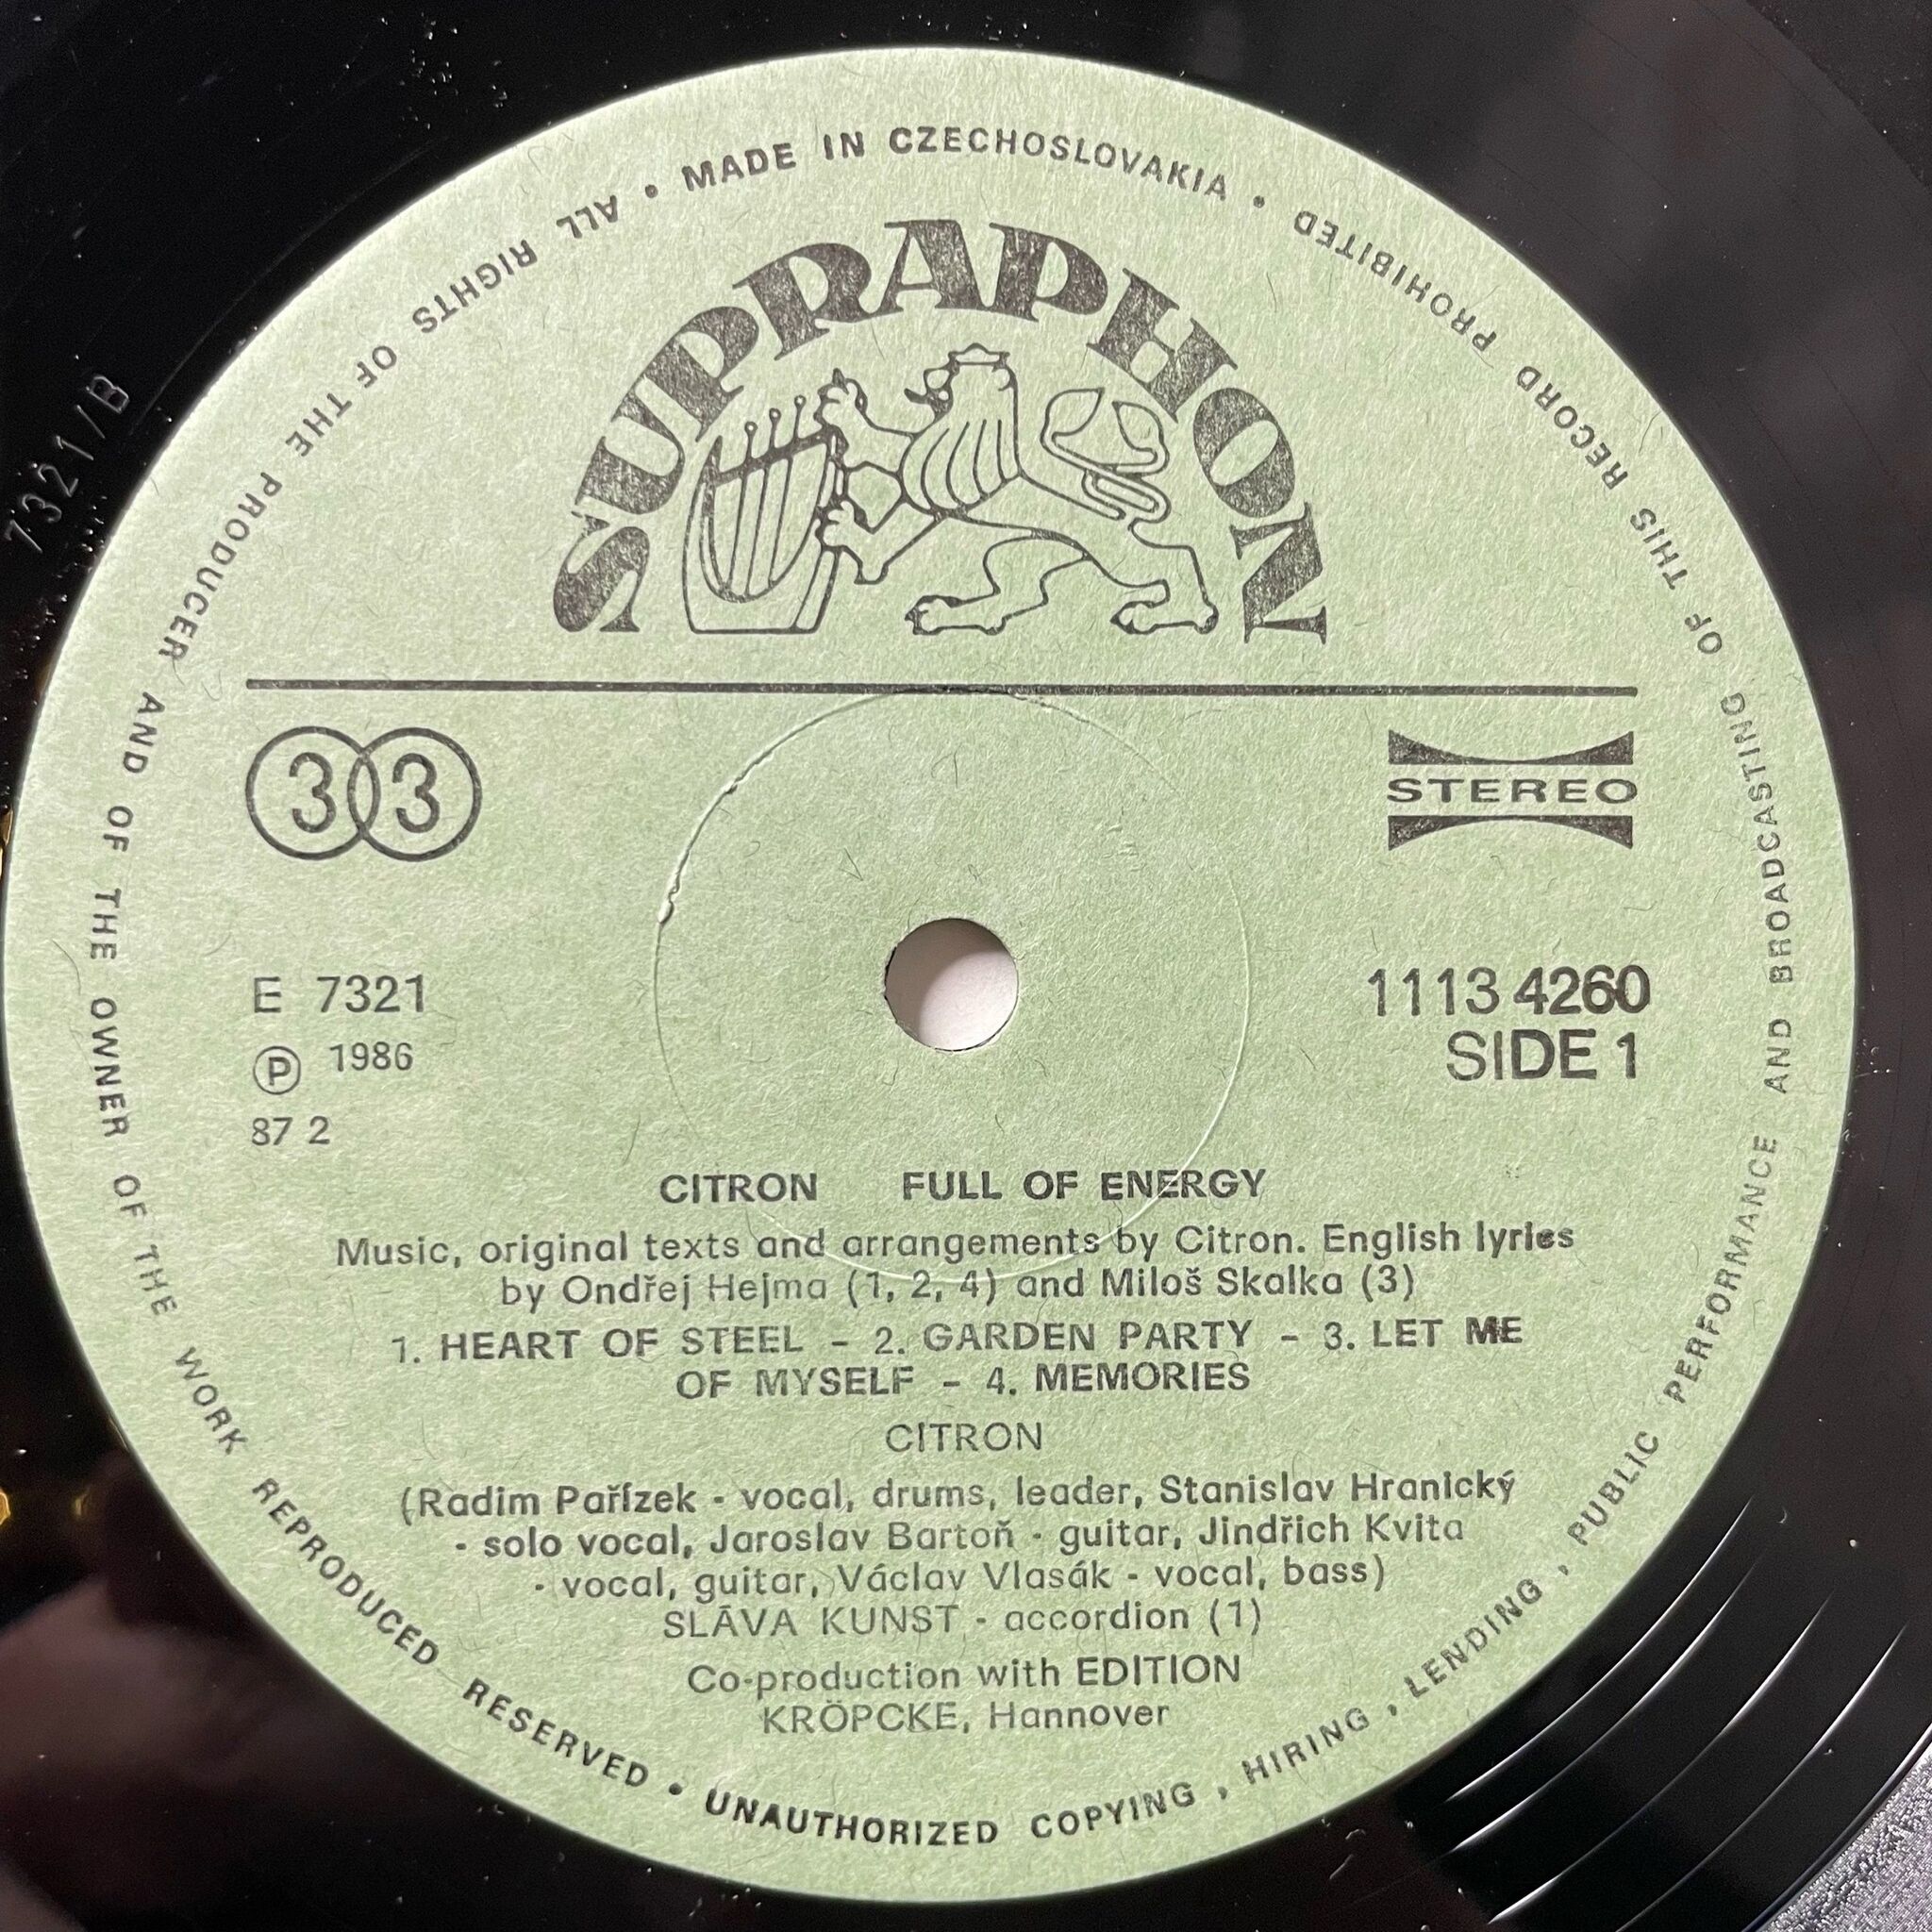 MADE IN CZECHOSLOVAKIA • PROHIBITED
ALL RIGHTS OF THE PRODUCER AND OF THE OWNER OF THE WORK REPRODUCED RESERVED • UNAUTHORIZED COPYING, HIRING, LENDING, PUBLIC PERFORMANCE AND BROADCASTING OF THIS RECORD PROHIBITED •
SUPRAPHON
33
STEREO
7321/B
E 7321
1113 4260
Ⓟ 1986
SIDE 1
87 2
CITRON FULL OF ENERGY
Music, original texts and arrangements by Citron. English lyries
by Ondřej Hejma (1, 2, 4) and Miloš Skalka (3)
1. HEART OF STEEL - 2. GARDEN PARTY - 3. LET ME
OF MYSELF - 4. MEMORIES
CITRON
(Radim Pařízek - vocal, drums, leader, Stanislav Hranický
- solo vocal, Jaroslav Bartoň - guitar, Jindřich Kvita
- vocal, guitar, Václav Vlasák - vocal, bass)
SLÁVA KUNST - accordion (1)
Co-production with EDITION
KRÖPCKE, Hannover